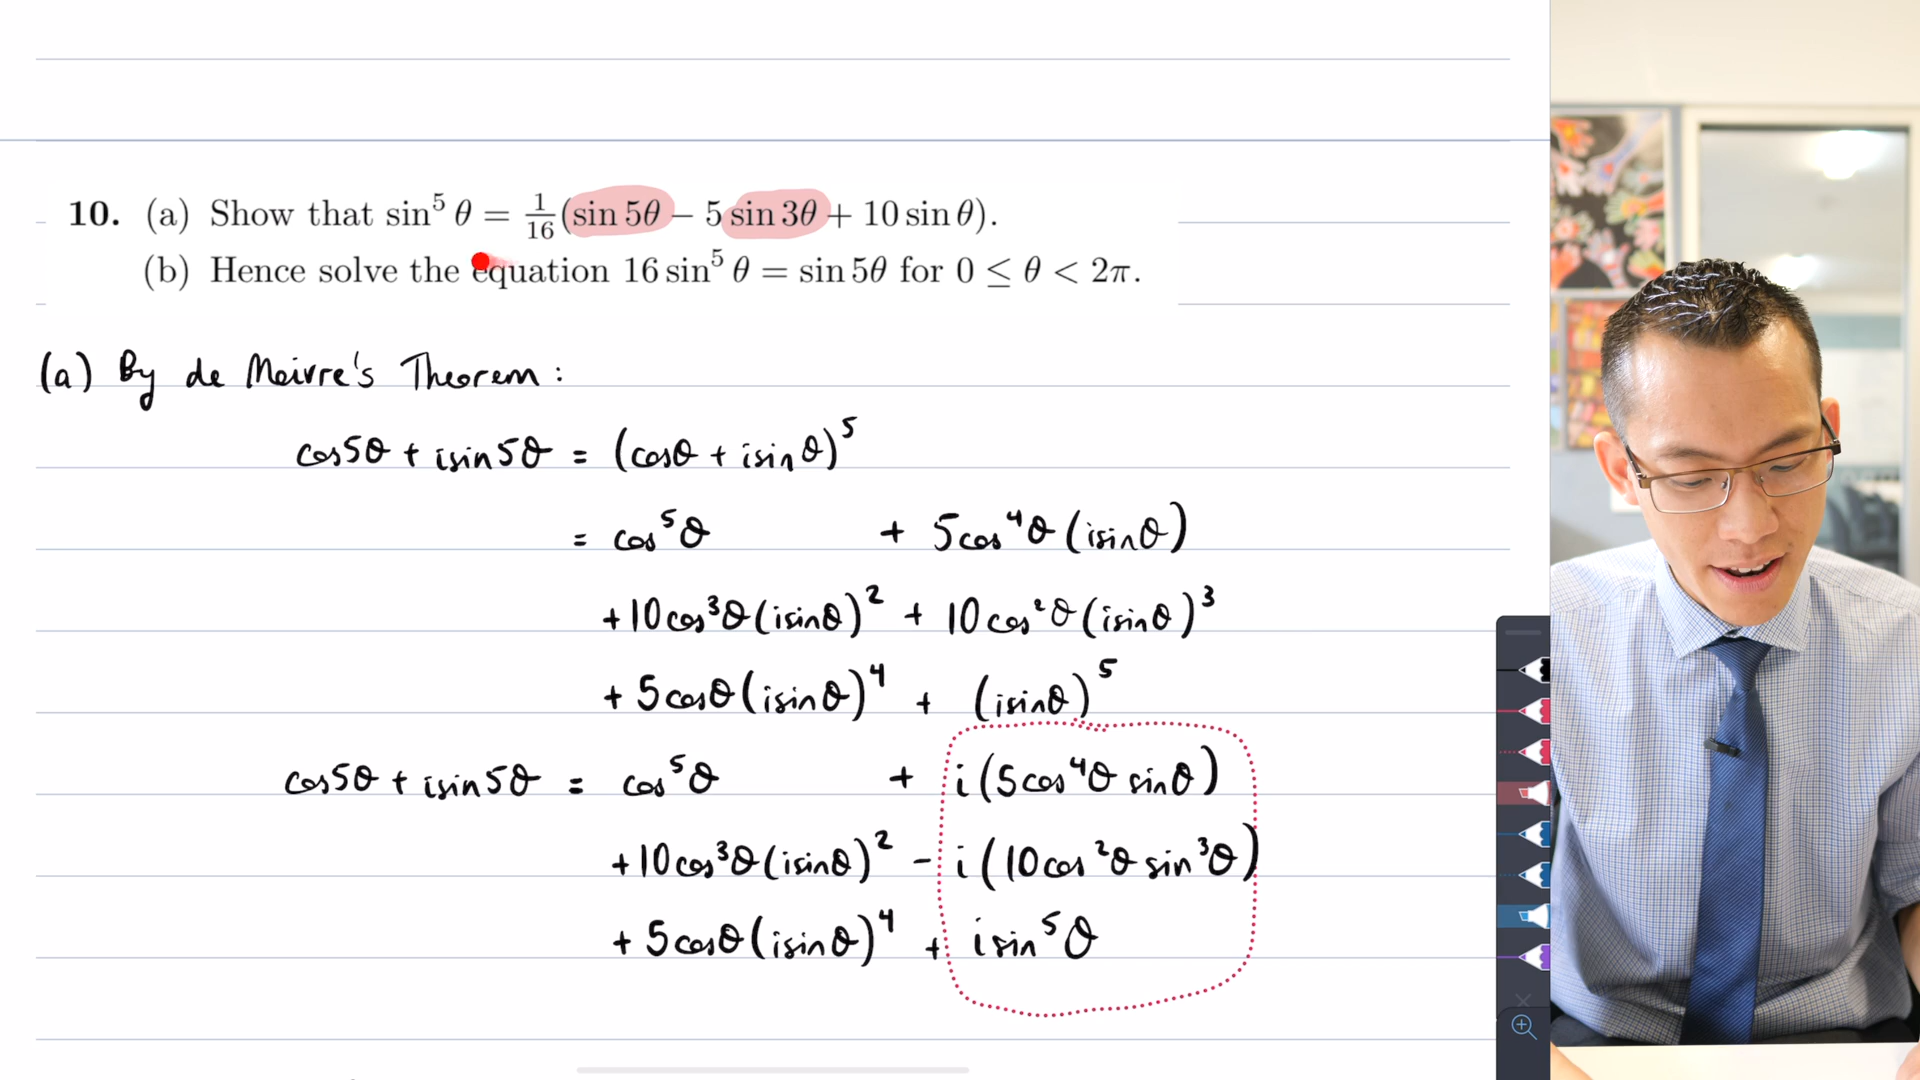 10. (a) Show that sin⁵ θ = 1/16 (sin 5θ − 5 sin 3θ + 10 sin θ).
(b) Hence solve the equation 16 sin⁵ θ = sin 5θ for 0 ≤ θ < 2π.
(a) By de Moivre's Theorem:
cos5θ + isin5θ = (cosθ + isinθ)⁵
= cos⁵θ + 5cos⁴θ(isinθ)
+10cos³θ(isinθ)² + 10cos²θ(isinθ)³
+ 5cosθ(isinθ)⁴ + (isinθ)⁵
cos5θ + isin5θ = cos⁵θ + i(5cos⁴θ sinθ)
+10cos³θ(isinθ)² - i(10cos²θ sin³θ)
+ 5cosθ(isinθ)⁴ + isin⁵θ